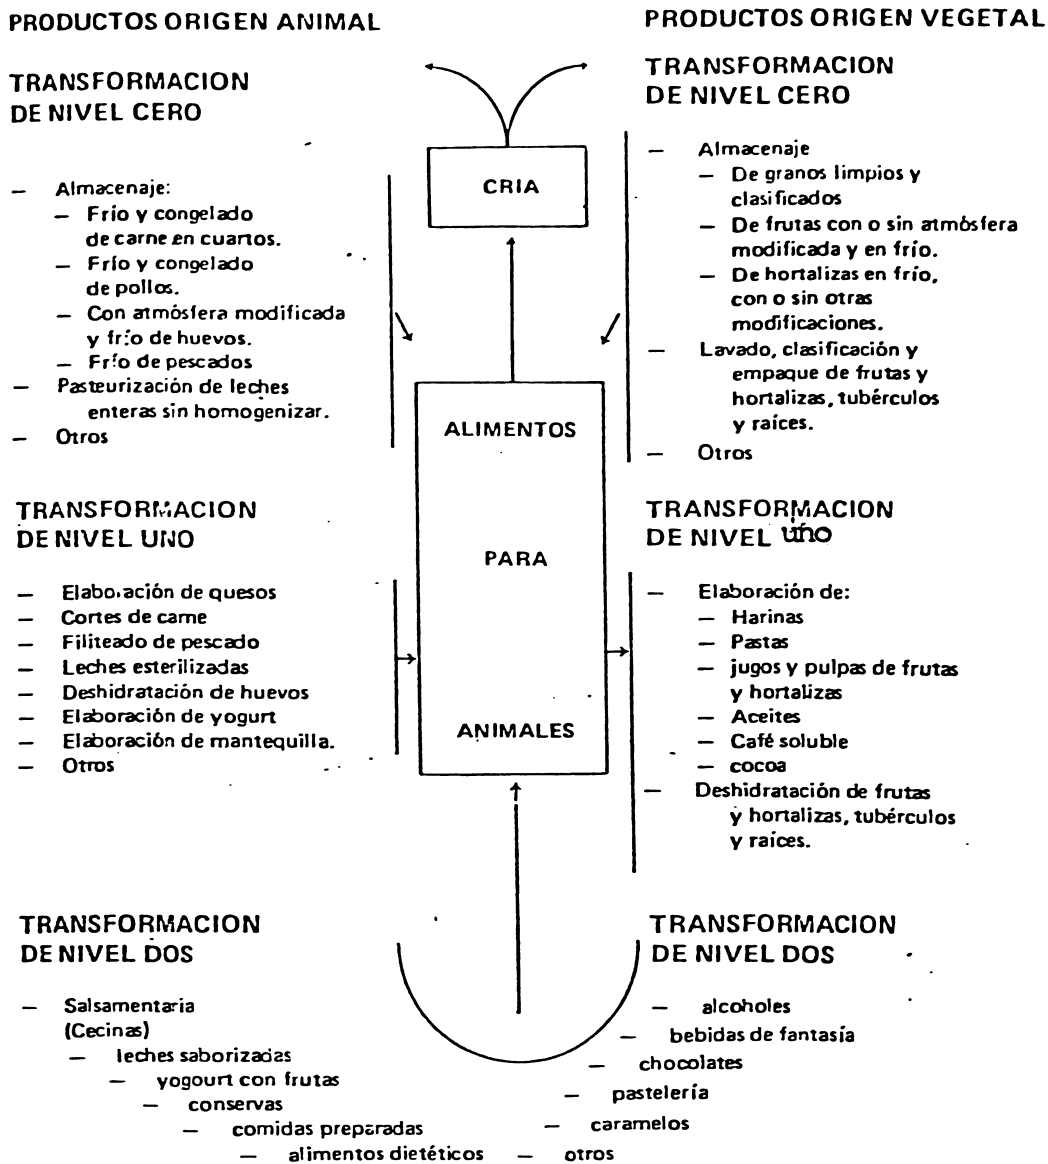 PRODUCTOS ORIGEN ANIMAL
TRANSFORMACION
DE NIVEL CERO
— Almacenaje:
— Frío y congelado
de carne en cuartos.
— Frío y congelado
de pollos.
— Con atmósfera modificada
y frío de huevos.
— Frío de pescados
— Pasteurización de leches
enteras sin homogenizar.
— Otros
TRANSFORMACION
DE NIVEL UNO
— Elaboración de quesos
— Cortes de carne
— Filiteado de pescado
— Leches esterilizadas
— Deshidratación de huevos
— Elaboración de yogurt
— Elaboración de mantequilla.
— Otros
TRANSFORMACION
DE NIVEL DOS
— Salsamentaria
(Cecinas)
— leches saborizadas
— yogourt con frutas
— conservas
— comidas preparadas
— alimentos dietéticos
CRIA
ALIMENTOS
PARA
ANIMALES
PRODUCTOS ORIGEN VEGETAL
TRANSFORMACION
DE NIVEL CERO
— Almacenaje
— De granos limpios y
clasificados
— De frutas con o sin atmósfera
modificada y en frío.
— De hortalizas en frío,
con o sin otras
modificaciones.
— Lavado, clasificación y
empaque de frutas y
hortalizas, tubérculos
y raíces.
— Otros
TRANSFORMACION
DE NIVEL uno
— Elaboración de:
— Harinas
— Pastas
— jugos y pulpas de frutas
y hortalizas
— Aceites
— Café soluble
— cocoa
— Deshidratación de frutas
y hortalizas, tubérculos
y raíces.
TRANSFORMACION
DE NIVEL DOS
— alcoholes
— bebidas de fantasía
— chocolates
— pastelería
— caramelos
— otros